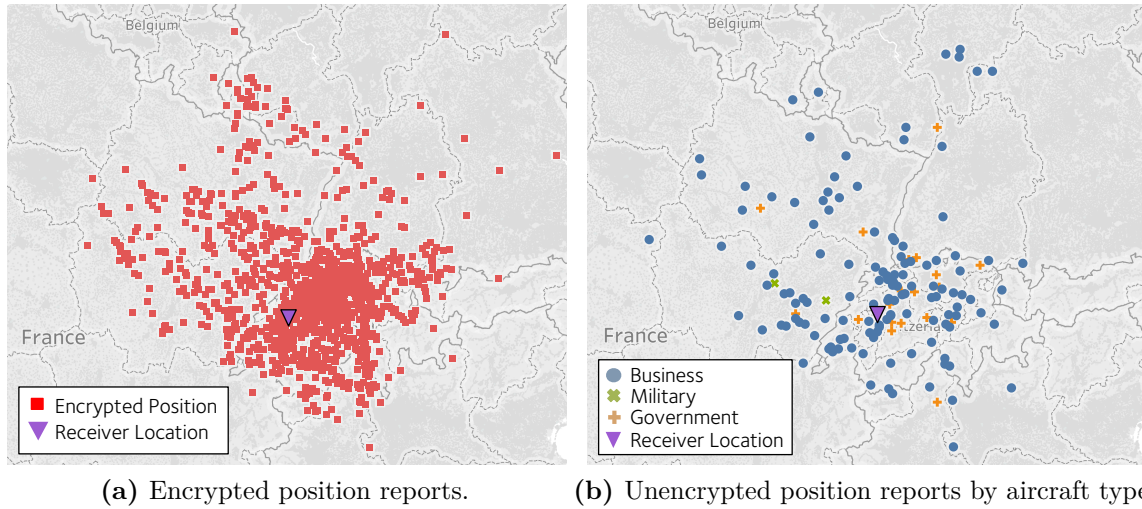 Belgium
France
Encrypted Position
Receiver Location
(a) Encrypted position reports.
Belgium
France
tzerla
Business
Military
Government
Receiver Location
(b) Unencrypted position reports by aircraft type